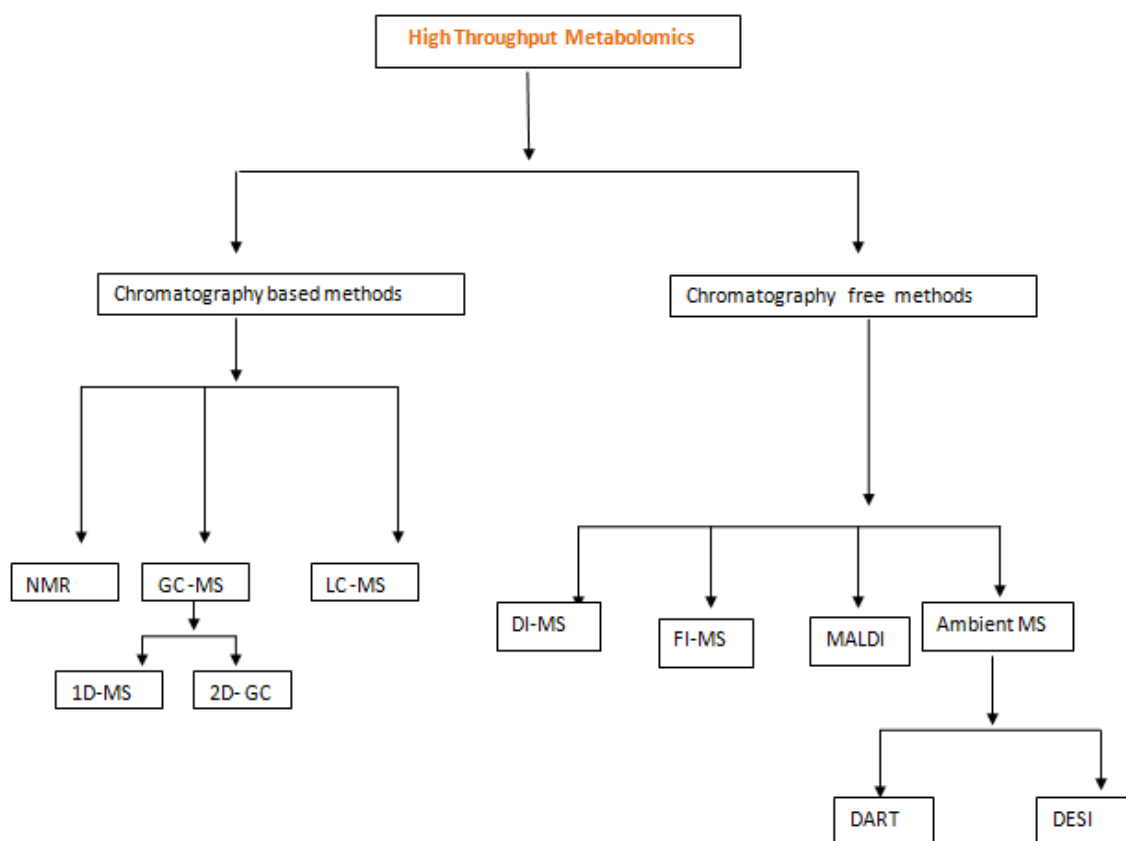 High Throughput Metabolomics
Chromatography based methods
Chromatography free methods
NMR
GC-MS
LC-MS
DI-MS
FI-MS
MALDI
Ambient MS
1D-MS
2D- GC
DART
DESI